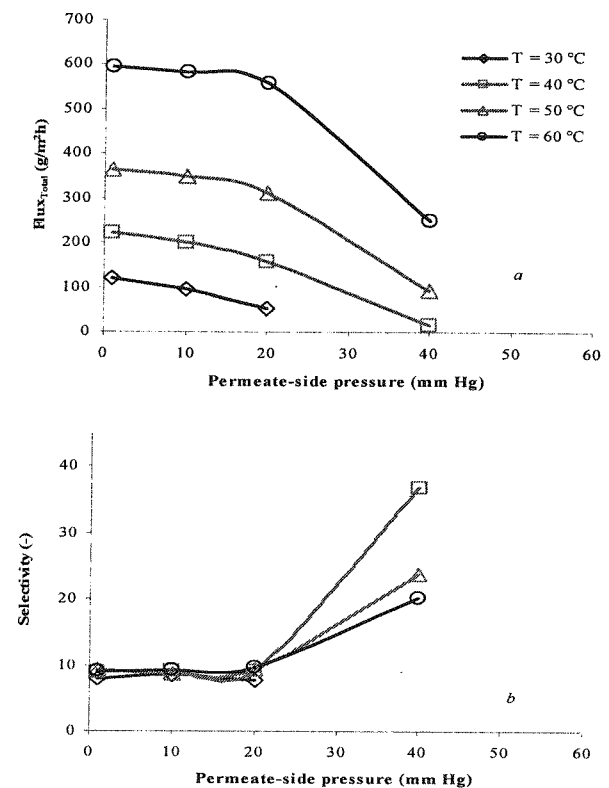 700
600
500
400
300
200
100
0
Flux_Total (g/m²h)
T = 30 °C
T = 40 °C
T = 50 °C
T = 60 °C
a
0 10 20 30 40 50 60
Permeate-side pressure (mm Hg)
40
30
20
10
0
Selectivity (-)
b
0 10 20 30 40 50 60
Permeate-side pressure (mm Hg)